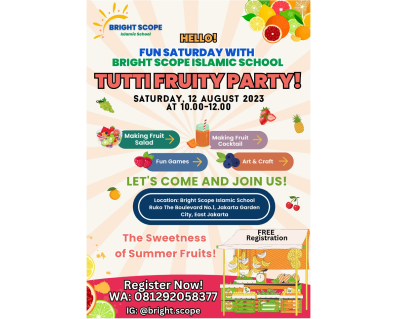 BRIGHT SCOPE
Islamic School
HELLO!
FUN SATURDAY WITH
BRIGHT SCOPE ISLAMIC SCHOOL
TUTTI FRUITY PARTY!
SATURDAY, 12 AUGUST 2023
AT 10.00-12.00
Making Fruit
Salad
Making Fruit
Cocktail
Fun Games
Art & Croft
LET'S COME AND JOIN US!
Location: Bright Scope Islamic School
Ruko The Boulevard No.1, Jakarta Garden
City, East Jakarta
The Sweetness
of Summer Fruits!
FREE
Registration
Register Now!
WA: 081292058377
IG: @bright.scope